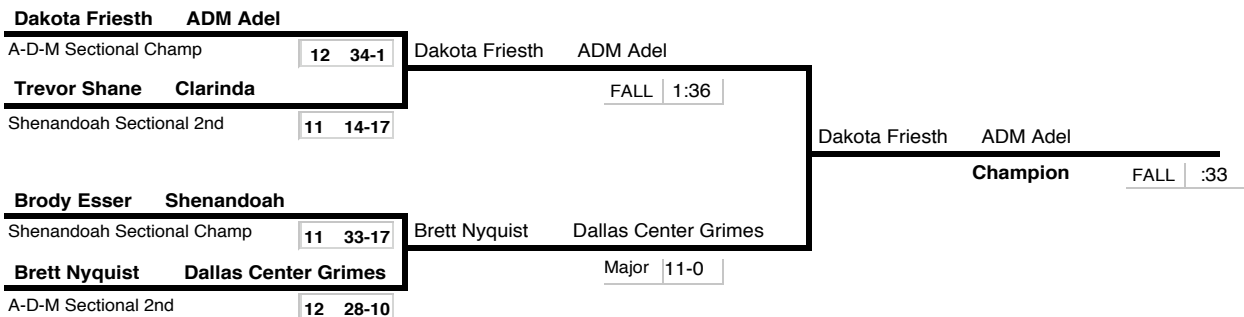 Dakota Friesth ADM Adel
A-D-M Sectional Champ 12 34-1
Dakota Friesth ADM Adel
Trevor Shane Clarinda
FALL 1:36
Shenandoah Sectional 2nd 11 14-17
Dakota Friesth ADM Adel
Champion FALL :33
Brody Esser Shenandoah
Shenandoah Sectional Champ 11 33-17
Brett Nyquist Dallas Center Grimes
Brett Nyquist Dallas Center Grimes
Major 11-0
A-D-M Sectional 2nd 12 28-10